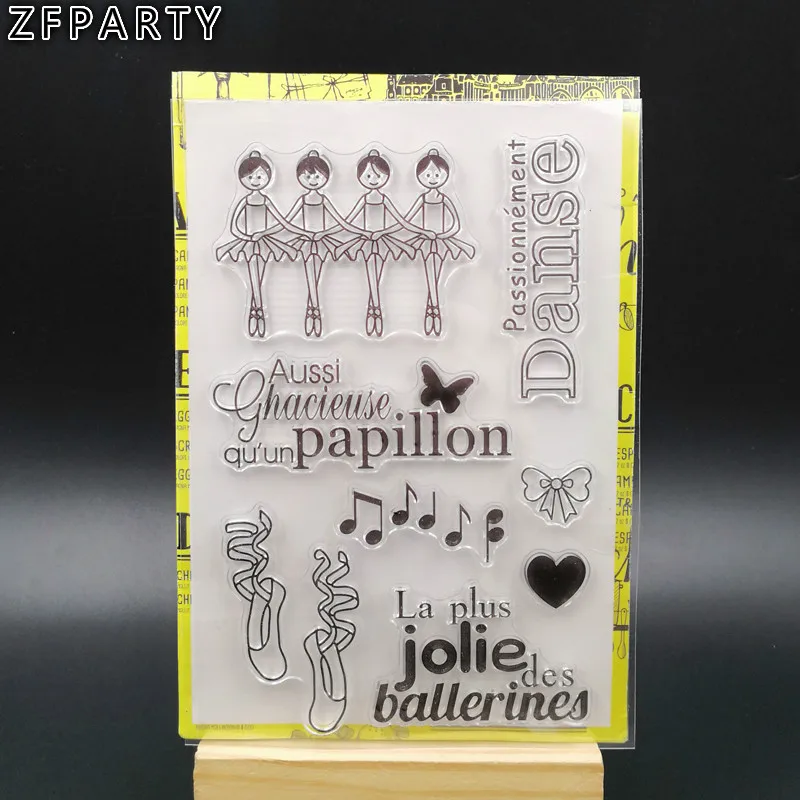 ZFPARTY
Passionnément
Danse
Aussi
Ghacieuse
qu'un papillon
La plus
jolie
des
ballerines